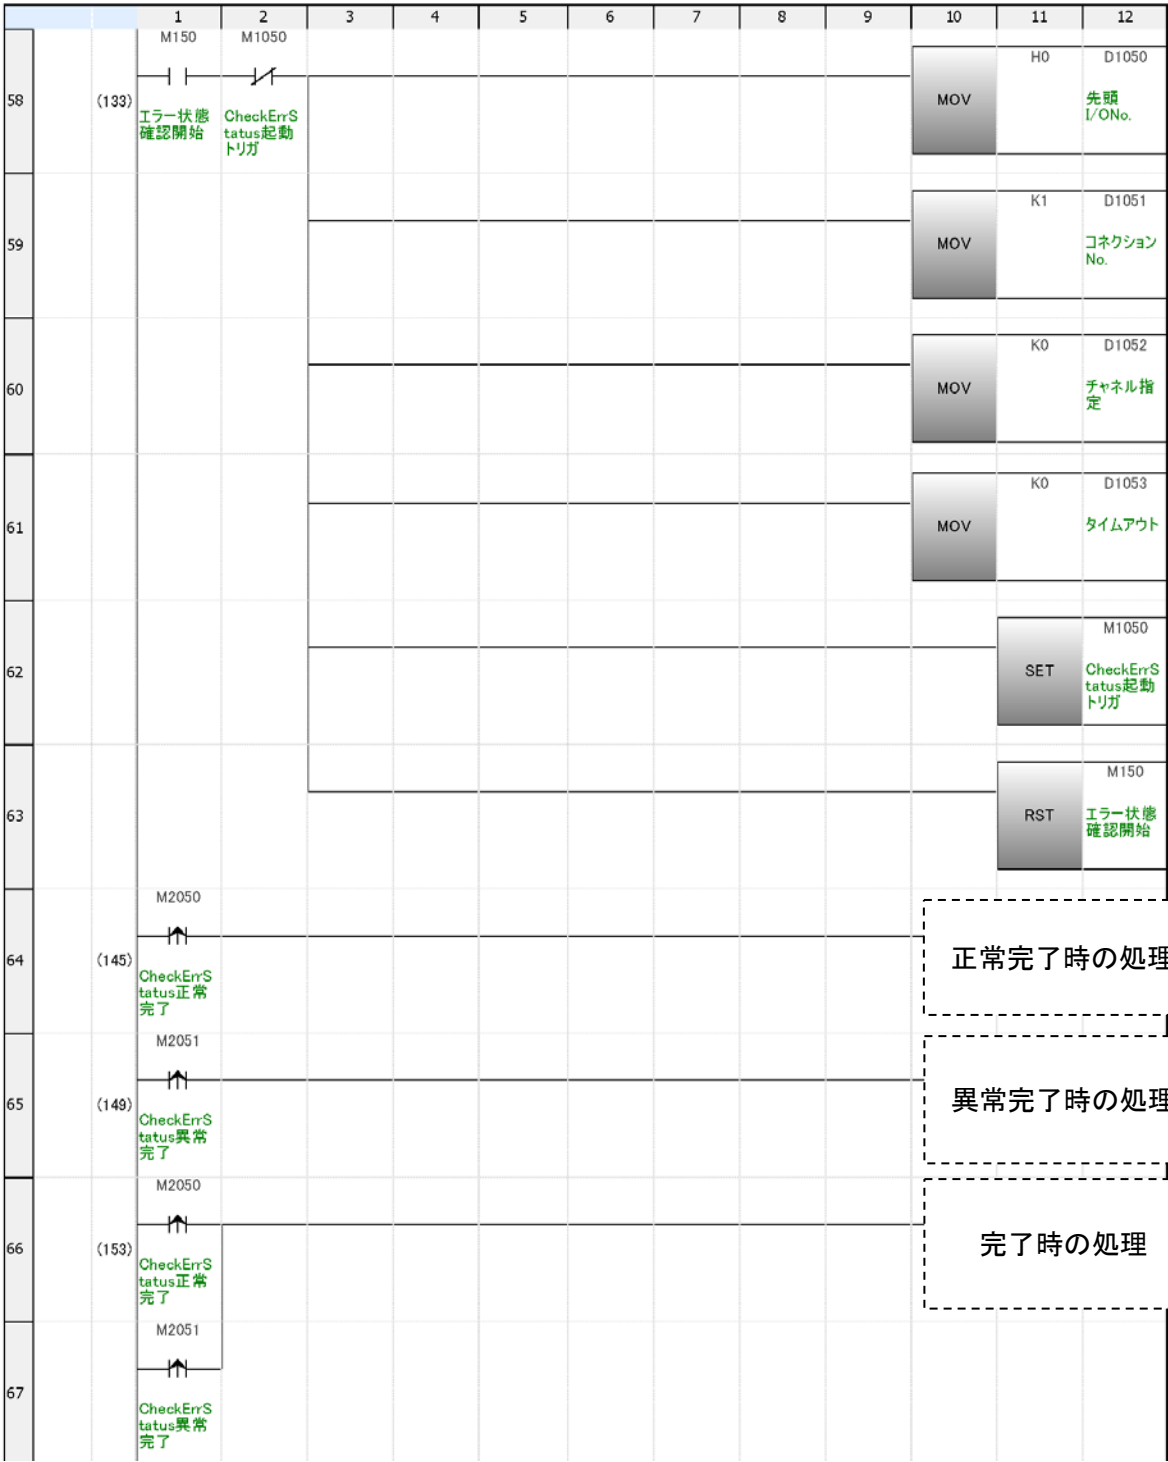 1 2 3 4 5 6 7 8 9 10 11 12
M150 M1050
H0 D1050
58 (133)
MOV
エラー状態
確認開始
CheckErrS
tatus起動
トリガ
先頭
I/ONo.
K1 D1051
59
MOV
コネクション
No.
K0 D1052
60
MOV
チャネル指
定
K0 D1053
61
MOV
タイムアウト
M1050
62
SET
CheckErrS
tatus起動
トリガ
M150
63
RST
エラー状態
確認開始
M2050
64 (145)
CheckErrS
tatus正常
完了
正常完了時の処理
M2051
65 (149)
CheckErrS
tatus異常
完了
異常完了時の処理
M2050
66 (153)
CheckErrS
tatus正常
完了
完了時の処理
M2051
67
CheckErrS
tatus異常
完了